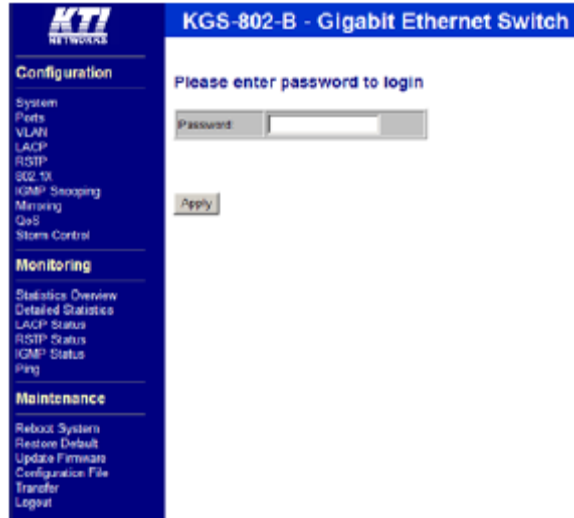 KTI
NETWORKS
KGS-802-B - Gigabit Ethernet Switch
Configuration
System
Ports
VLAN
LACP
RSTP
802.1X
IGMP Snooping
Mirroring
QoS
Storm Control
Monitoring
Statistics Overview
Detailed Statistics
LACP Status
RSTP Status
IGMP Status
Ping
Maintenance
Reboot System
Restore Default
Update Firmware
Configuration File
Transfer
Logout
Please enter password to login
Password:
Apply